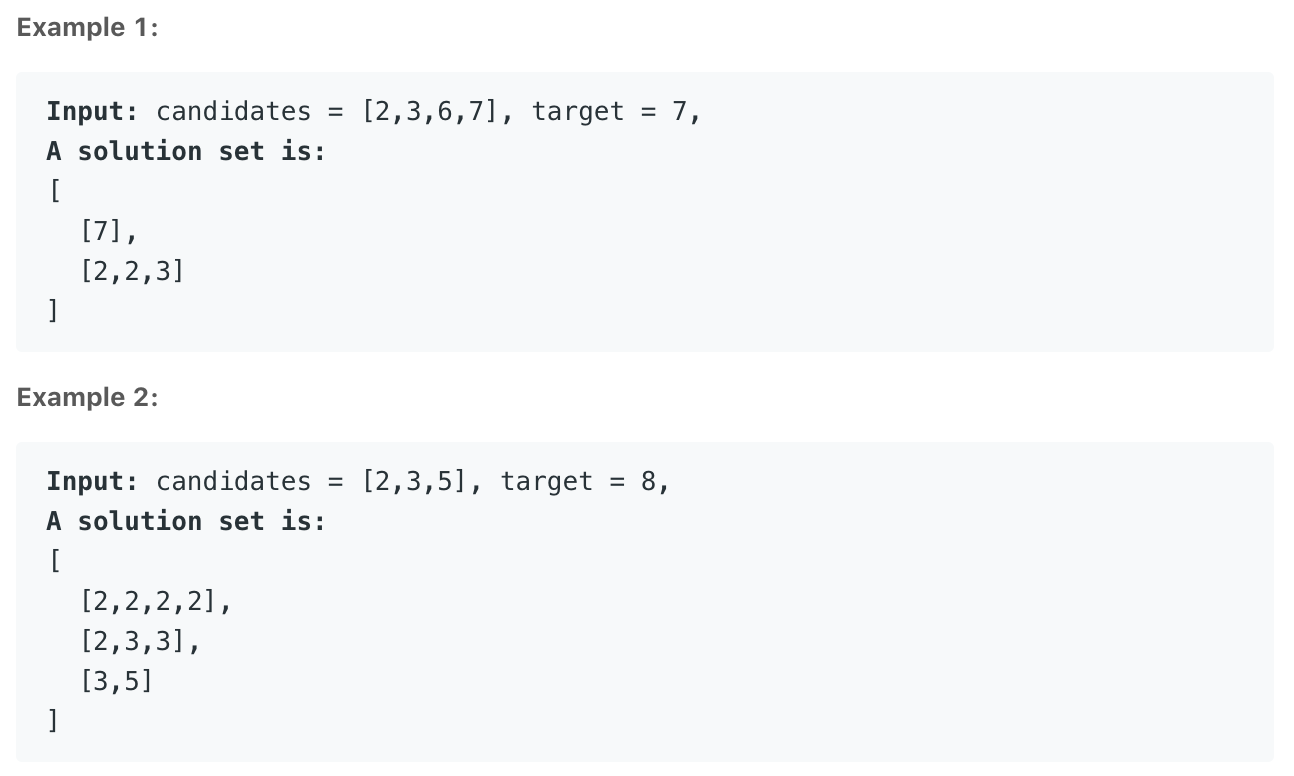 Example 1:
Input: candidates = [2,3,6,7], target = 7,
A solution set is:
[
  [7],
  [2,2,3]
]
Example 2:
Input: candidates = [2,3,5], target = 8,
A solution set is:
[
  [2,2,2,2],
  [2,3,3],
  [3,5]
]